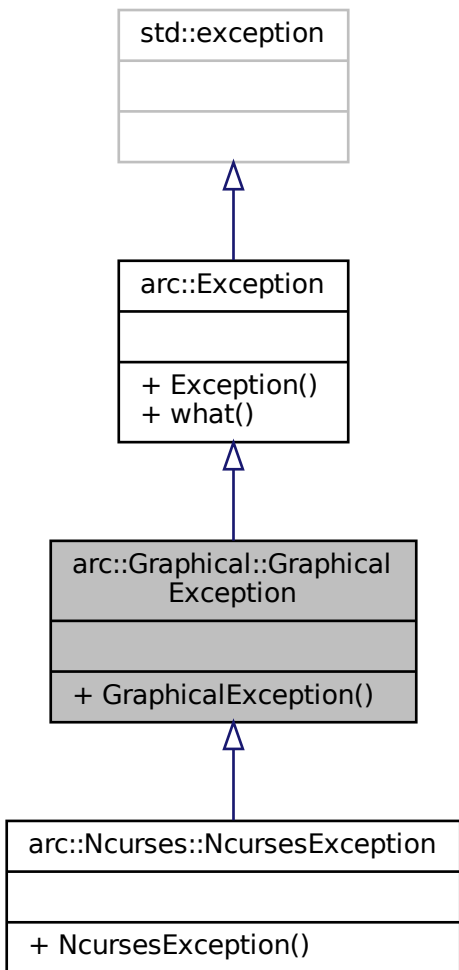 std::exception
arc::Exception
+ Exception()
+ what()
arc::Graphical::Graphical
Exception
+ GraphicalException()
arc::Ncurses::NcursesException
+ NcursesException()